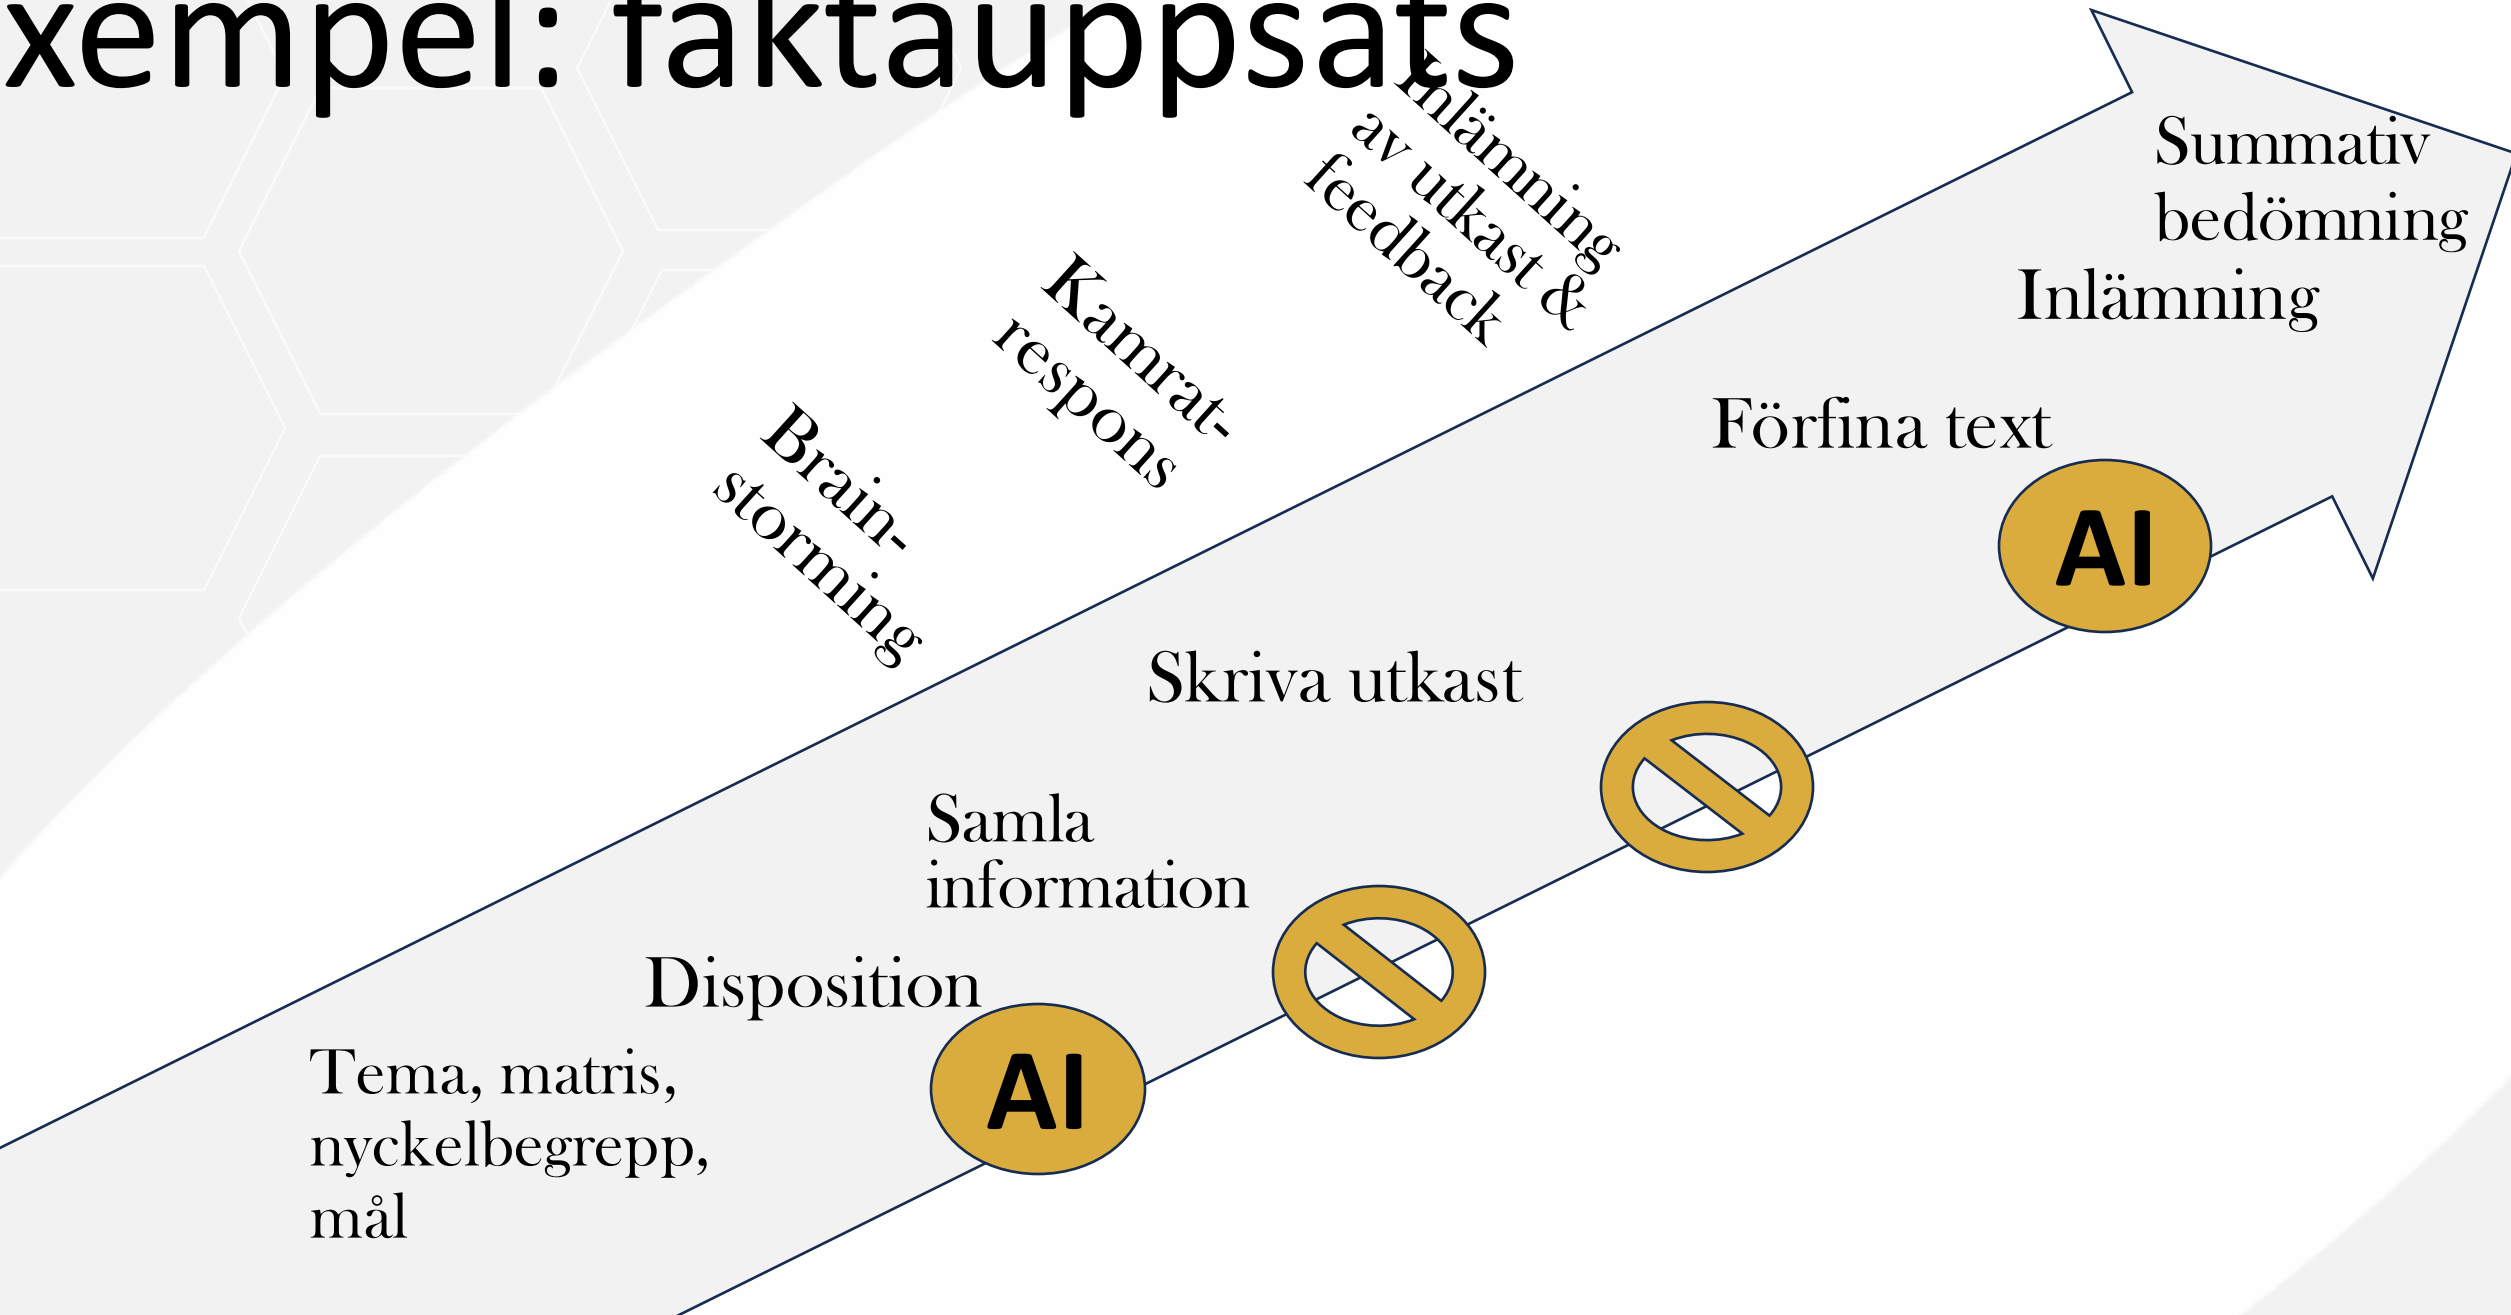 xempel: faktauppsats
Inlämning
av utkast &
feedback
Kamrat-
respons
Brain-
storming
Summativ
bedömning
Inlämning
Förfina text
AI
Skriva utkast
Samla
information
Disposition
AI
Tema, matris,
nyckelbegrepp,
mål